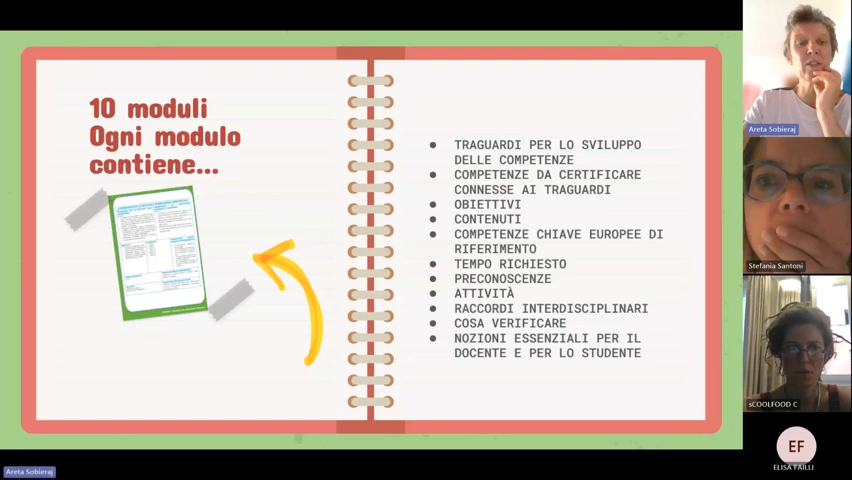 10 moduli
Ogni modulo
contiene...
TRAGUARDI PER LO SVILUPPO
DELLE COMPETENZE
COMPETENZE DA CERTIFICARE
CONNESSE AI TRAGUARDI
OBIETTIVI
CONTENUTI
COMPETENZE CHIAVE EUROPEE DI
RIFERIMENTO
TEMPO RICHIESTO
PRECONOSCENZE
ATTIVITÀ
RACCORDI INTERDISCIPLINARI
COSA VERIFICARE
NOZIONI ESSENZIALI PER IL
DOCENTE E PER LO STUDENTE
Areta Sobieraj
Stefania Santoni
sCOOLFOOD C
EF
ELISA FAILLI
Areta Sobieraj